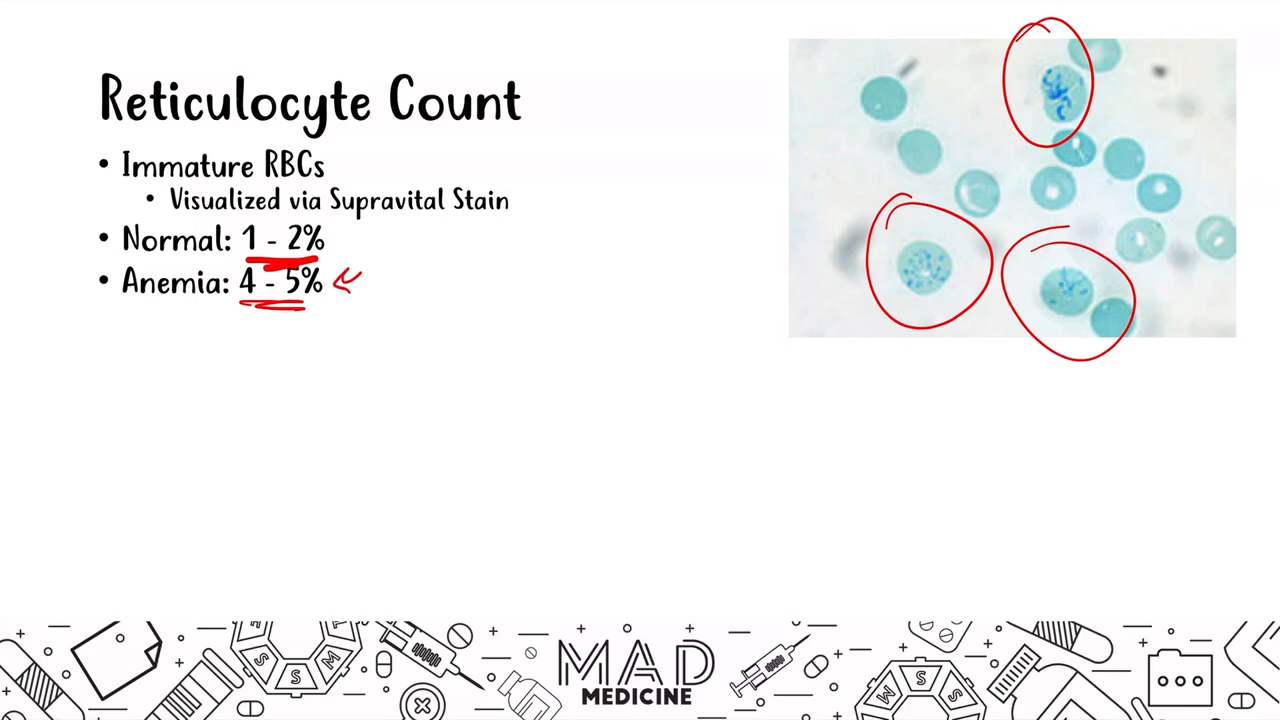 Reticulocyte Count
• Immature RBCs
• Visualized via Supravital Stain
• Normal: 1 - 2%
• Anemia: 4 - 5%
MAD
MEDICINE
S
S
M
M
S
S